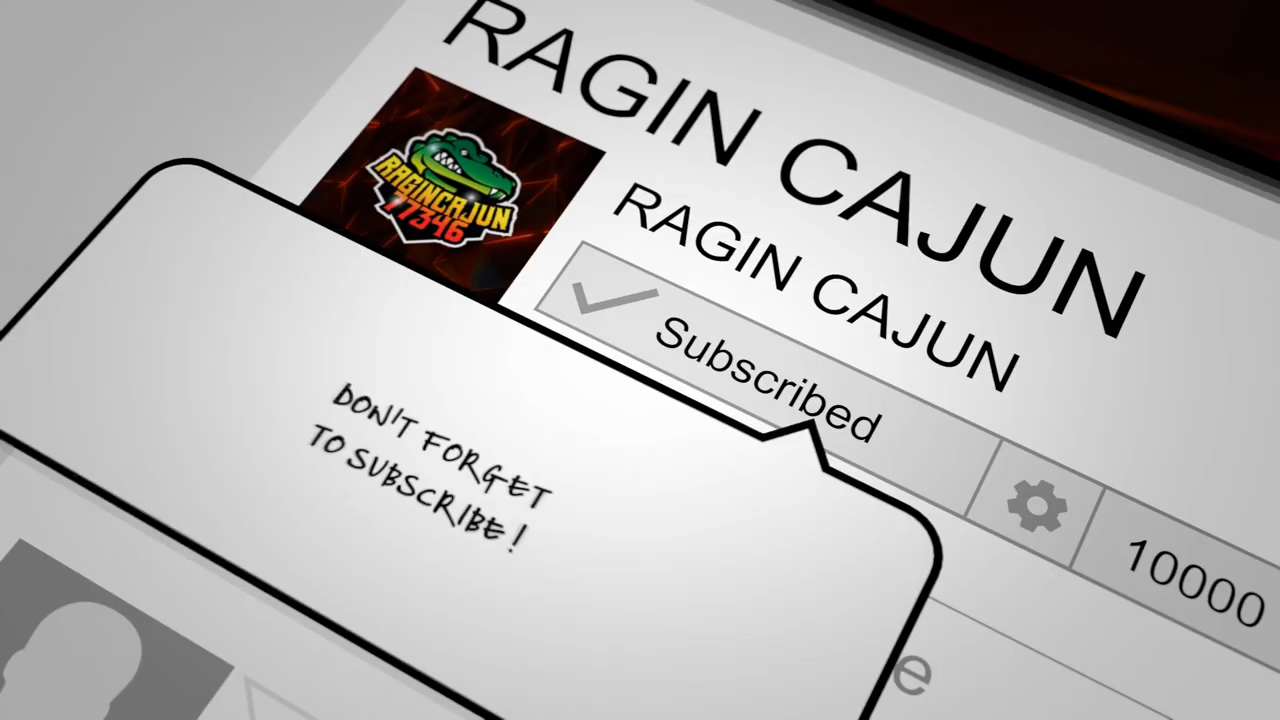 RAGIN CAJUN
RAGINCAJUN
77346
RAGIN CAJUN
Subscribed
10000
DON'T FORGET
TO SUBSCRIBE!
e